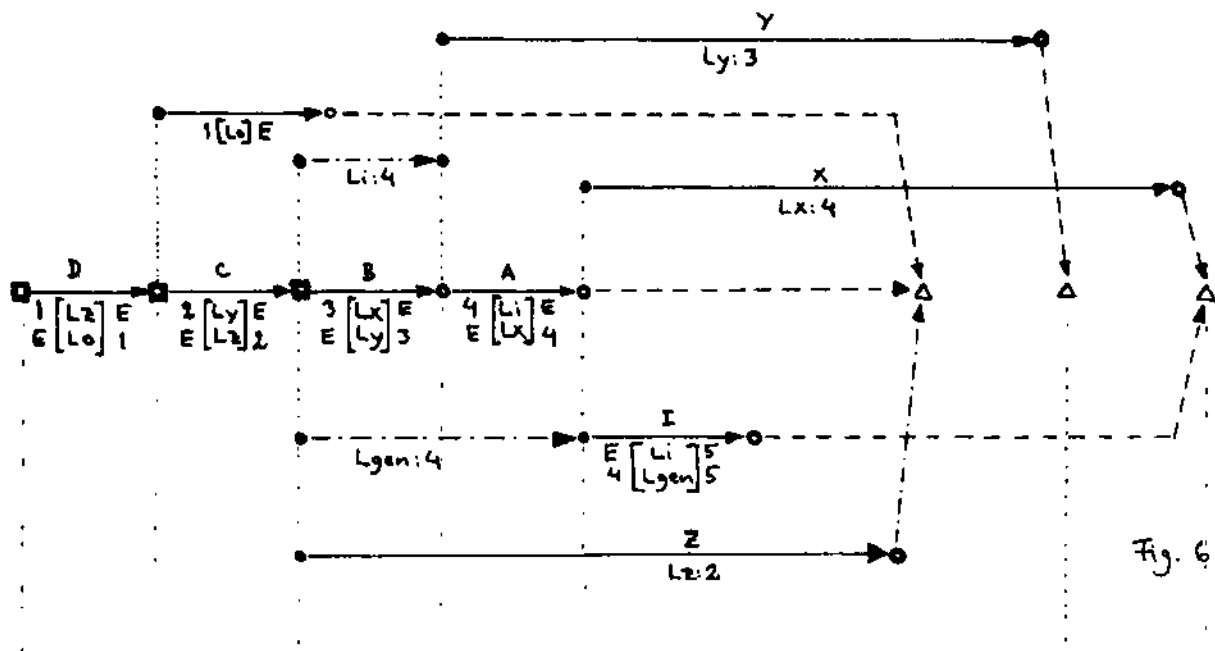 Y
Ly:3
1[Lo]E
Li:4
X
Lx:4
D C B A
1 [Lz] E 2 [Ly] E 3 [Lx] E 4 [Li] E
E [Lo] 1 E [Lz] 2 E [Ly] 3 E [Lx] 4
I
Lgen:4
E [Li] 5
4 [Lgen] 5
Z
Lz:2
Fig. 6